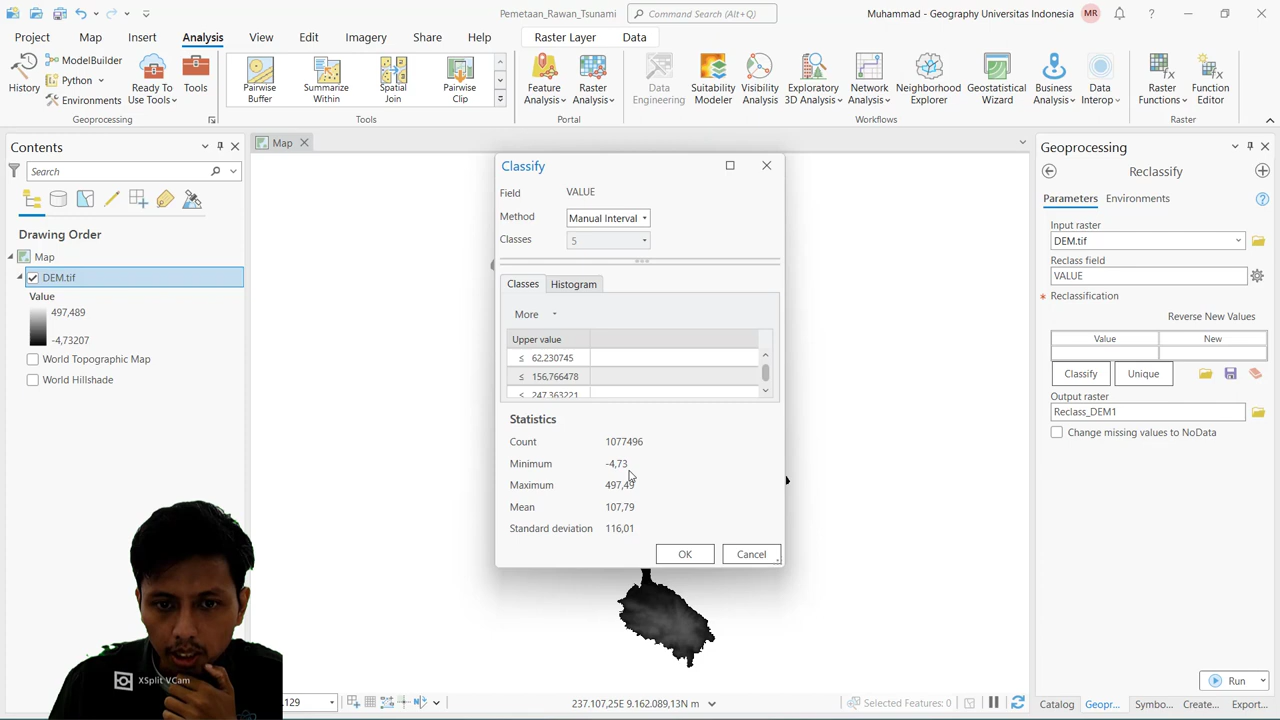 Pemetaan_Rawan_Tsunami
Command Search (Alt+Q)
Muhammad - Geography Universitas Indonesia
MR
Project
Map
Insert
Analysis
View
Edit
Imagery
Share
Help
Raster Layer
Data
History
ModelBuilder
Python
Environments
Ready To
Use Tools
Tools
Geoprocessing
Pairwise
Buffer
Summarize
Within
Spatial
Join
Pairwise
Clip
Tools
Feature
Analysis
Raster
Analysis
Portal
Data
Engineering
Suitability
Modeler
Visibility
Analysis
Exploratory
3D Analysis
Network
Analysis
Neighborhood
Explorer
Geostatistical
Wizard
Business
Analysis
Data
Interop
Workflows
Raster
Functions
Function
Editor
Raster
Contents
Search
Drawing Order
Map
DEM.tif
Value
497,489
-4,73207
World Topographic Map
World Hillshade
Map
Classify
Field
VALUE
Method
Manual Interval
Classes
5
Classes
Histogram
More
Upper value
≤ 62,230745
≤ 156,766478
≤ 247,363221
Statistics
Count 1077496
Minimum -4,73
Maximum 497,49
Mean 107,79
Standard deviation 116,01
OK
Cancel
Geoprocessing
Reclassify
Parameters
Environments
Input raster
DEM.tif
Reclass field
VALUE
* Reclassification
Reverse New Values
Value
New
Classify
Unique
Output raster
Reclass_DEM1
Change missing values to NoData
Run
XSplit VCam
.129
237.107,25E 9.162.089,13N m
Selected Features: 0
Catalog
Geopr...
Symbo...
Create...
Export...